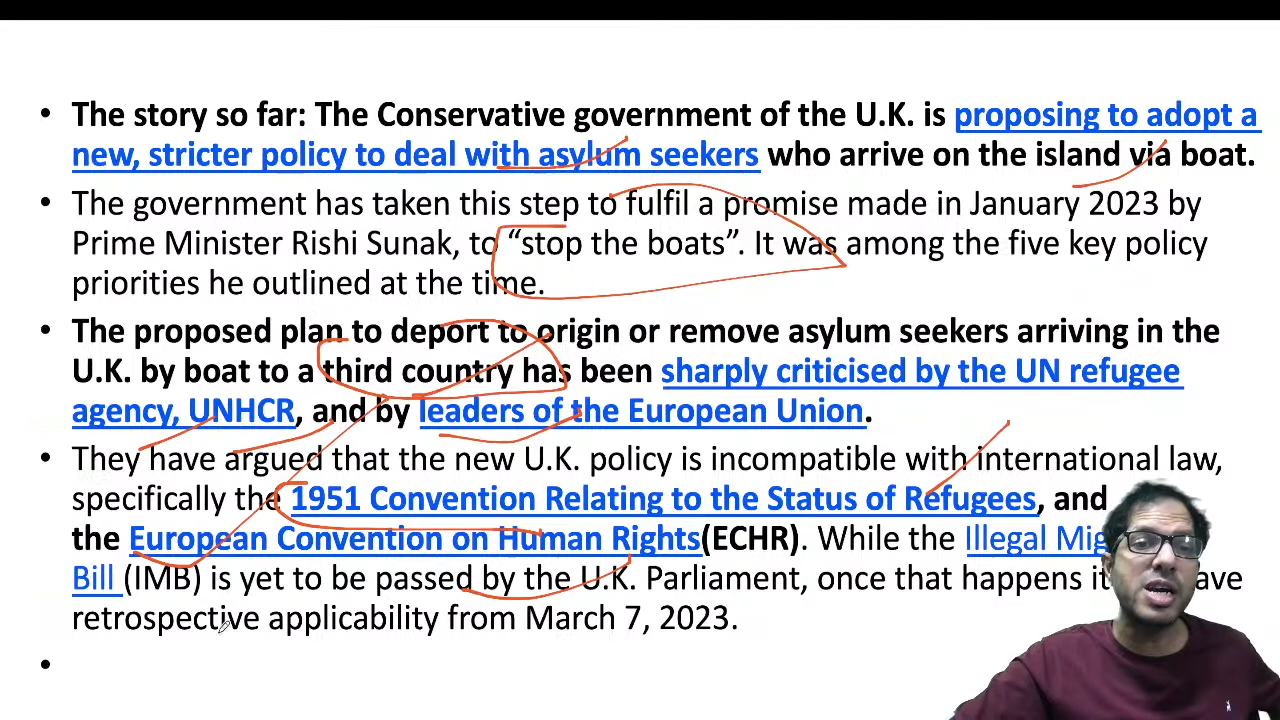 • The story so far: The Conservative government of the U.K. is proposing to adopt a
new, stricter policy to deal with asylum seekers who arrive on the island via boat.
• The government has taken this step to fulfil a promise made in January 2023 by
Prime Minister Rishi Sunak, to “stop the boats”. It was among the five key policy
priorities he outlined at the time.
• The proposed plan to deport to origin or remove asylum seekers arriving in the
U.K. by boat to a third country has been sharply criticised by the UN refugee
agency, UNHCR, and by leaders of the European Union.
• They have argued that the new U.K. policy is incompatible with international law,
specifically the 1951 Convention Relating to the Status of Refugees, and
the European Convention on Human Rights(ECHR). While the Illegal
Bill (IMB) is yet to be passed by the U.K. Parliament, once that happens
retrospective applicability from March 7, 2023.
•